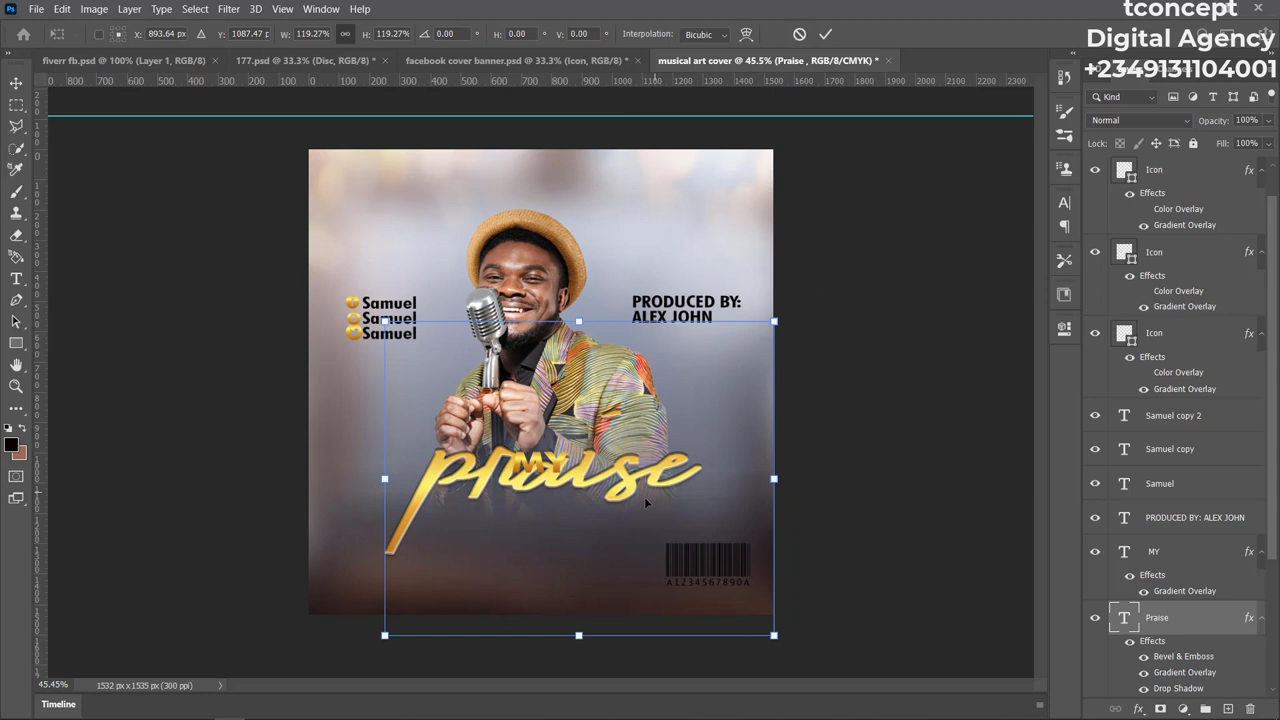 tconcept
Digital Agency
+2349131104001
File Edit Image Layer Type Select Filter 3D View Window Help
X: 893.64 px Y: 1087.47 p W: 119.27% H: 119.27% 0.00 ° H: 0.00 ° V: 0.00 ° Interpolation: Bicubic
fiverr fb.psd @ 100% (Layer 1, RGB/8) × 177.psd @ 33.3% (Disc, RGB/8) * × facebook cover banner.psd @ 33.3% (Icon, RGB/8) * × musical art cover @ 45.5% (Praise , RGB/8/CMYK) * ×
Kind
Normal Opacity: 100%
Lock: Fill: 100%
Icon fx
Effects
Color Overlay
Gradient Overlay
Icon fx
Effects
Color Overlay
Gradient Overlay
Icon fx
Effects
Color Overlay
Gradient Overlay
Samuel copy 2
Samuel copy
Samuel
PRODUCED BY: ALEX JOHN
MY fx
Effects
Gradient Overlay
Praise fx
Effects
Bevel & Emboss
Gradient Overlay
Drop Shadow
Samuel
Samuel
Samuel
PRODUCED BY:
ALEX JOHN
MY
praise
A1234567890A
45.45% 1532 px x 1535 px (300 ppi)
Timeline